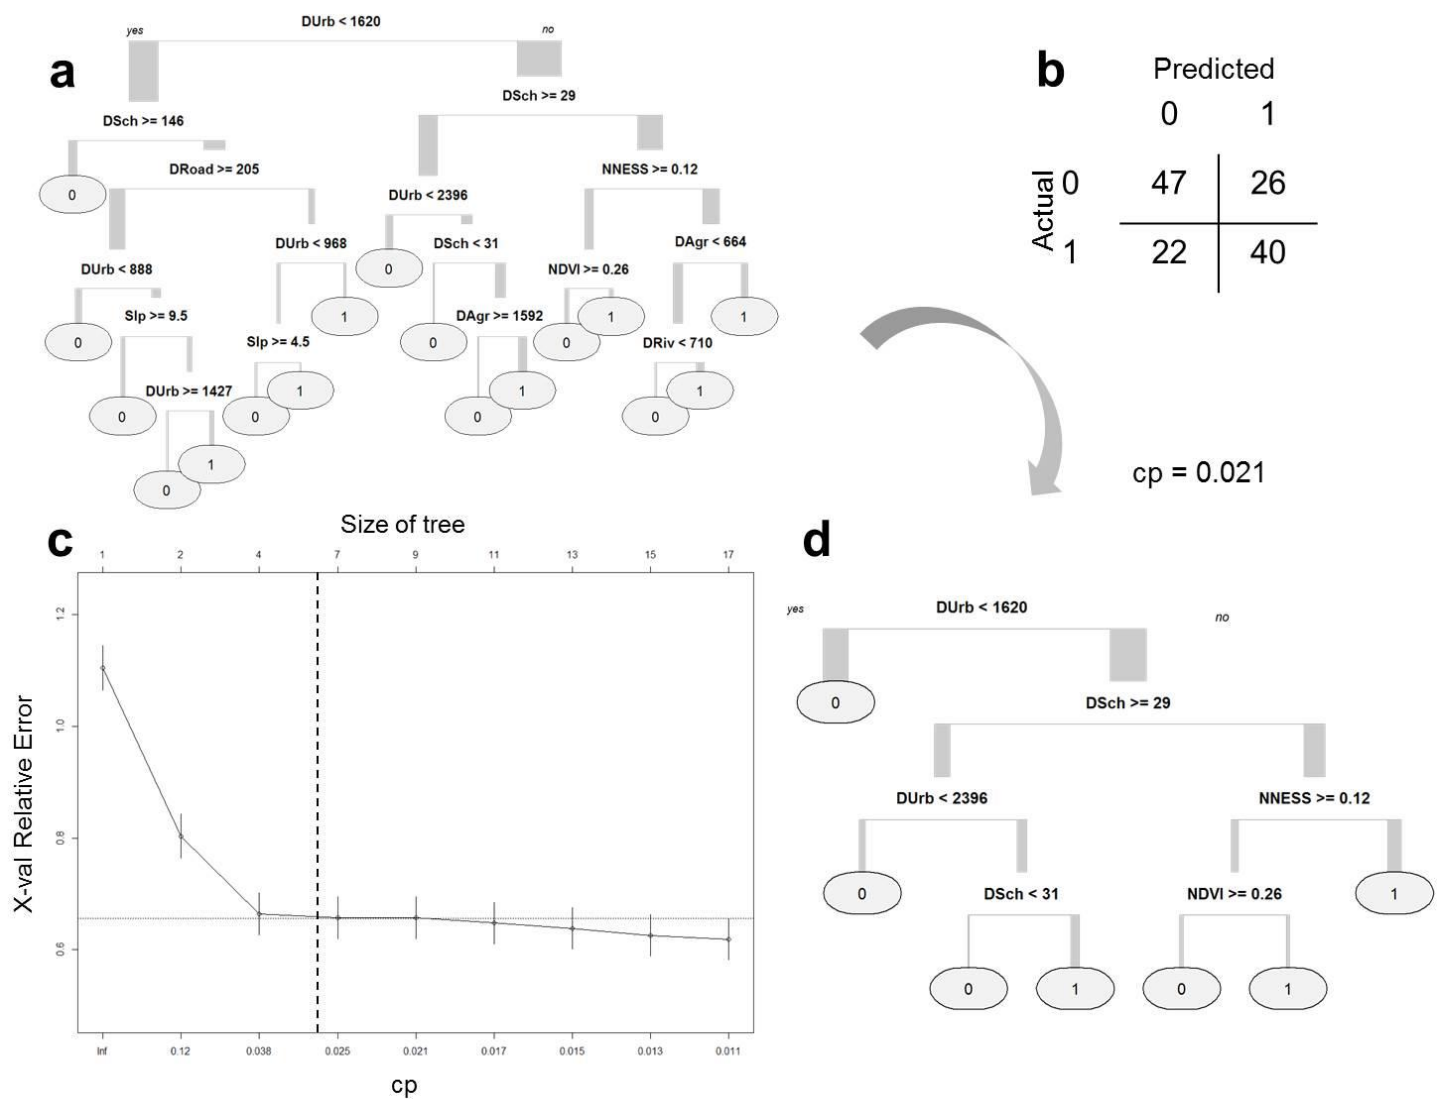 a
DUrb < 1620
yes
no
DSch >= 29
DSch >= 146
DRoad >= 205
NNESS >= 0.12
0
DUrb < 2396
DUrb < 968
DSch < 31
DAgr < 664
DUrb < 888
0
NDVI >= 0.26
Slp >= 9.5
1
DAgr >= 1592
1
1
0
Slp >= 4.5
0
0
DRiv < 710
DUrb >= 1427
1
1
1
0
0
0
0
1
0
b
Predicted
0
1
Actual
0
47
26
1
22
40
cp = 0.021
c
Size of tree
1
2
4
7
9
11
13
15
17
X-val Relative Error
1.2
1.0
0.8
0.6
Inf
0.12
0.038
0.025
0.021
0.017
0.015
0.013
0.011
cp
d
yes
DUrb < 1620
no
0
DSch >= 29
DUrb < 2396
NNESS >= 0.12
0
DSch < 31
NDVI >= 0.26
1
0
1
0
1